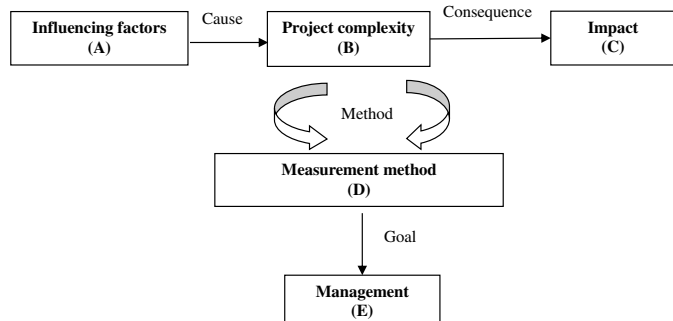 Cause
Consequence
Influencing factors
(A)
Project complexity
(B)
Impact
(C)
Method
Measurement method
(D)
Goal
Management
(E)